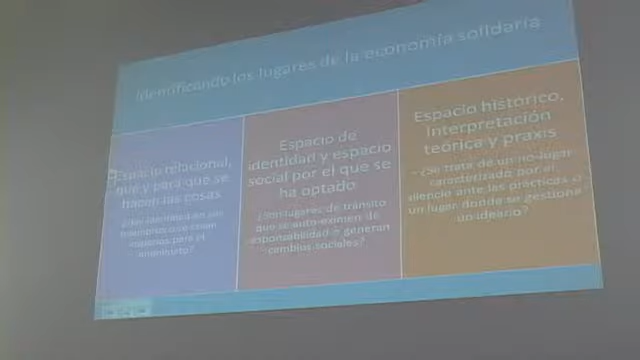 Identificando los lugares de la economía solidaria
Espacio relacional,
qué y para qué se
hacen las cosas
Espacio de
identidad y espacio
social por el que se
ha optado
¿Son lugares de tránsito
que se auto-eximen de
responsabilidad o generan
cambios sociales?
Espacio histórico,
Interpretación
teórica y praxis
¿Se trata de un no-lugar
caracterizado por el
silencio ante las prácticas o
un lugar donde se gestiona
un ideario?